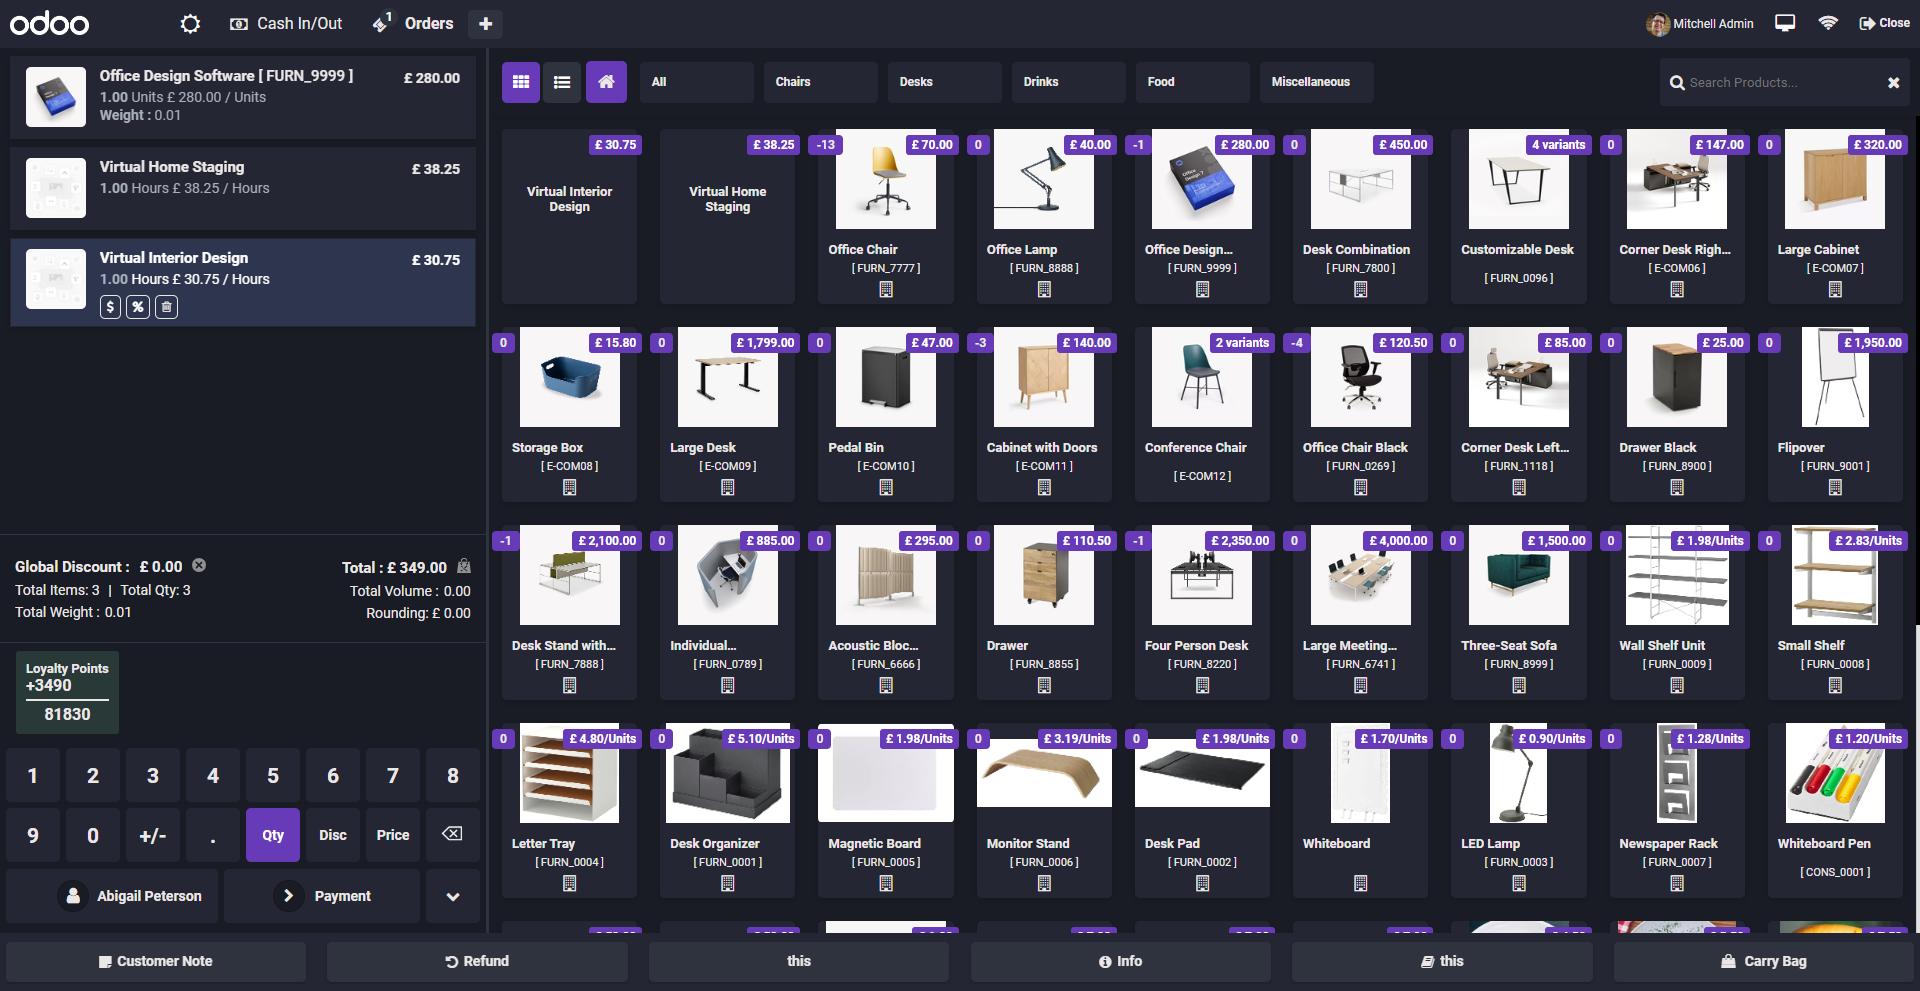 odoo
Cash In/Out
1
Orders
Mitchell Admin
Close
Office Design Software [ FURN_9999 ]
£ 280.00
1.00 Units £ 280.00 / Units
Weight : 0.01
Virtual Home Staging
£ 38.25
1.00 Hours £ 38.25 / Hours
Virtual Interior Design
£ 30.75
1.00 Hours £ 30.75 / Hours
Global Discount : £ 0.00
Total : £ 349.00
Total Items: 3 | Total Qty: 3
Total Volume : 0.00
Total Weight : 0.01
Rounding: £ 0.00
Loyalty Points
+3490
81830
1 2 3 4 5 6 7 8
9 0 +/- . Qty Disc Price
Abigail Peterson
Payment
All
Chairs
Desks
Drinks
Food
Miscellaneous
Search Products...
£ 30.75
Virtual Interior
Design
£ 38.25
Virtual Home
Staging
-13
£ 70.00
Office Chair
[ FURN_7777 ]
0
£ 40.00
Office Lamp
[ FURN_8888 ]
-1
£ 280.00
Office Design...
[ FURN_9999 ]
0
£ 450.00
Desk Combination
[ FURN_7800 ]
4 variants
Customizable Desk
[ FURN_0096 ]
0
£ 147.00
Corner Desk Righ...
[ E-COM06 ]
0
£ 320.00
Large Cabinet
[ E-COM07 ]
0
£ 15.80
Storage Box
[ E-COM08 ]
0
£ 1,799.00
Large Desk
[ E-COM09 ]
0
£ 47.00
Pedal Bin
[ E-COM10 ]
-3
£ 140.00
Cabinet with Doors
[ E-COM11 ]
2 variants
Conference Chair
[ E-COM12 ]
-4
£ 120.50
Office Chair Black
[ FURN_0269 ]
0
£ 85.00
Corner Desk Left...
[ FURN_1118 ]
0
£ 25.00
Drawer Black
[ FURN_8900 ]
0
£ 1,950.00
Flipover
[ FURN_9001 ]
-1
£ 2,100.00
Desk Stand with...
[ FURN_7888 ]
0
£ 885.00
Individual...
[ FURN_0789 ]
0
£ 295.00
Acoustic Bloc...
[ FURN_6666 ]
0
£ 110.50
Drawer
[ FURN_8855 ]
-1
£ 2,350.00
Four Person Desk
[ FURN_8220 ]
0
£ 4,000.00
Large Meeting...
[ FURN_6741 ]
0
£ 1,500.00
Three-Seat Sofa
[ FURN_8999 ]
0
£ 1.98/Units
Wall Shelf Unit
[ FURN_0009 ]
0
£ 2.83/Units
Small Shelf
[ FURN_0008 ]
0
£ 4.80/Units
Letter Tray
[ FURN_0004 ]
0
£ 5.10/Units
Desk Organizer
[ FURN_0001 ]
0
£ 1.98/Units
Magnetic Board
[ FURN_0005 ]
0
£ 3.19/Units
Monitor Stand
[ FURN_0006 ]
0
£ 1.98/Units
Desk Pad
[ FURN_0002 ]
0
£ 1.70/Units
Whiteboard
0
£ 0.90/Units
LED Lamp
[ FURN_0003 ]
0
£ 1.28/Units
Newspaper Rack
[ FURN_0007 ]
£ 1.20/Units
Whiteboard Pen
[ CONS_0001 ]
Customer Note
Refund
this
Info
this
Carry Bag